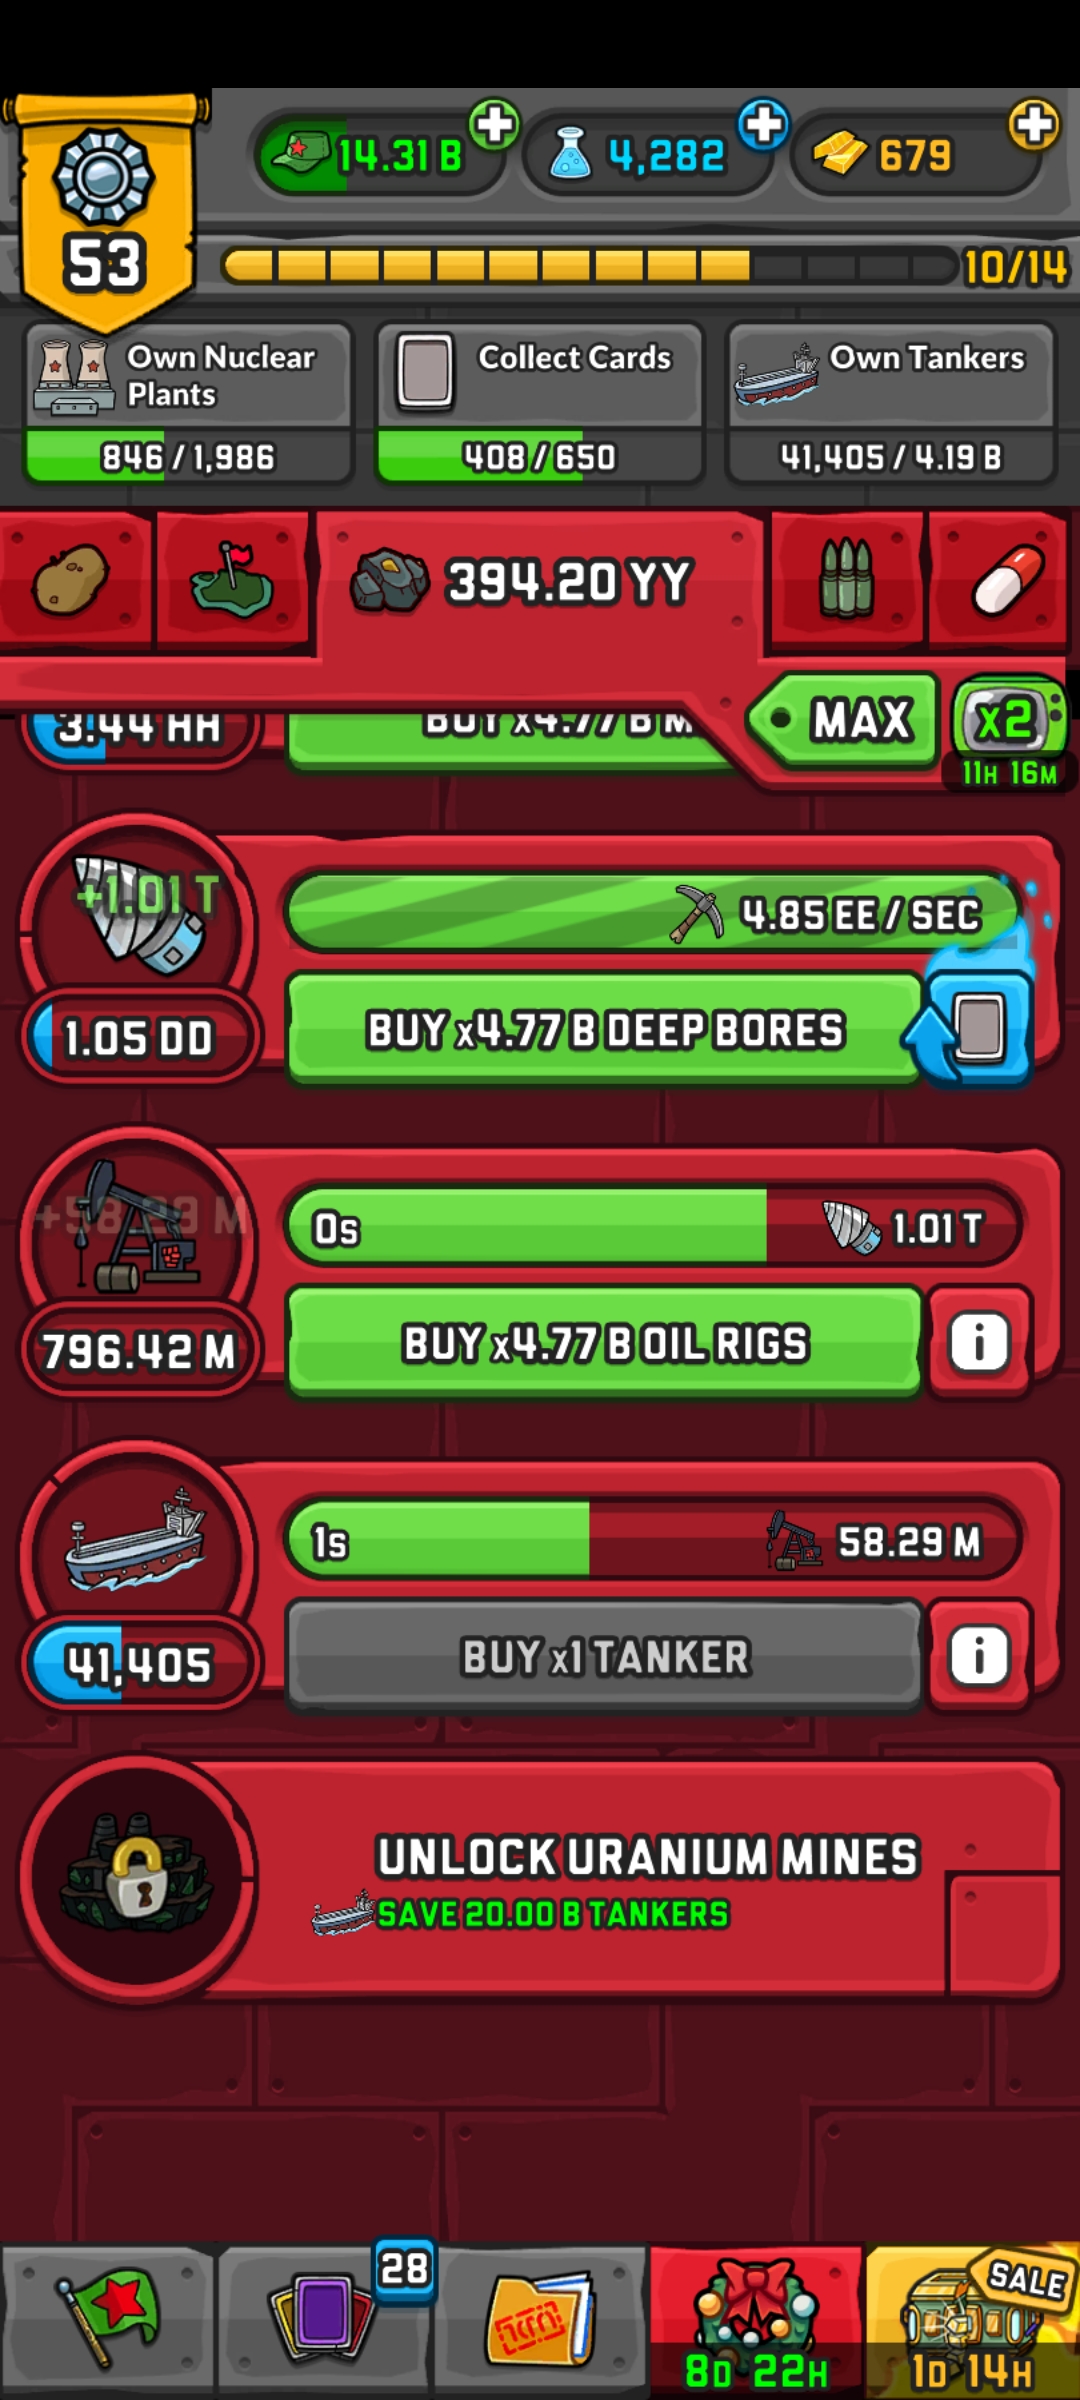 14.31 B
4,282
679
53
10/14
Own Nuclear
Plants
846 / 1,986
Collect Cards
408 / 650
Own Tankers
41,405 / 4.19 B
394.20 YY
MAX
x2
11H 16M
3.44 HH
BUY x4.77 B M
+1.01 T
4.85 EE / SEC
1.05 DD
BUY x4.77 B DEEP BORES
+58.29 M
0s
1.01 T
796.42 M
BUY x4.77 B OIL RIGS
i
1s
58.29 M
41,405
BUY x1 TANKER
i
UNLOCK URANIUM MINES
SAVE 20.00 B TANKERS
28
SALE
8D 22H
1D 14H